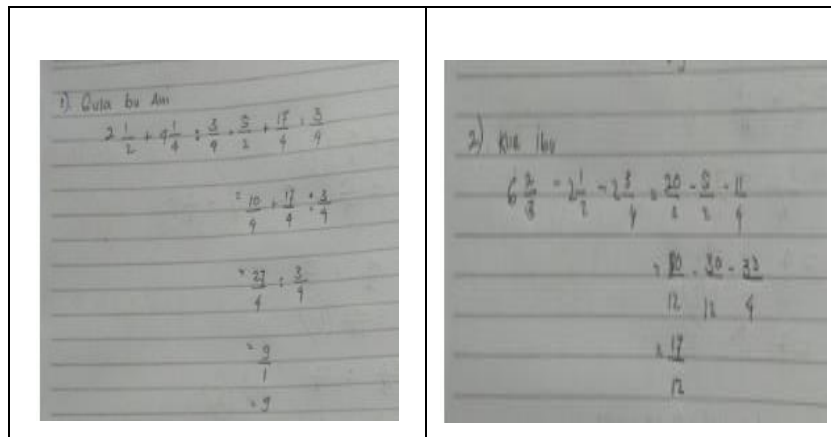 1) Gula bu Ani
2 1/2 + 4 1/4 : 3/4 = 5/2 + 17/4 : 3/4
= 10/4 + 17/4 : 3/4
= 27/4 : 3/4
= 9/1
= 9
2) Kue ibu
6 2/3 - 2 1/2 - 2 3/4 = 20/3 - 5/2 - 11/4
= 80/12 - 30/12 - 33/4
= 17/12